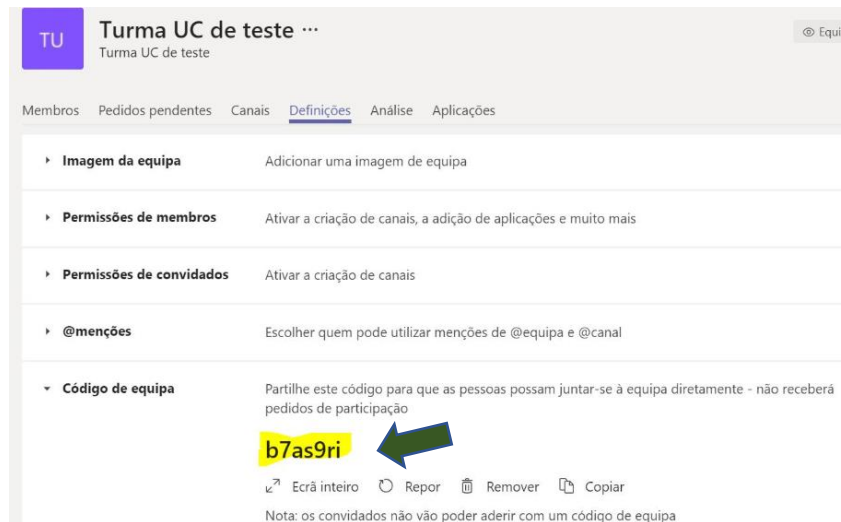 TU
Turma UC de teste ...
Turma UC de teste
Equi
Membros Pedidos pendentes Canais Definições Análise Aplicações
Imagem da equipa Adicionar uma imagem de equipa
Permissões de membros Ativar a criação de canais, a adição de aplicações e muito mais
Permissões de convidados Ativar a criação de canais
@menções Escolher quem pode utilizar menções de @equipa e @canal
Código de equipa Partilhe este código para que as pessoas possam juntar-se à equipa diretamente - não receberá
pedidos de participação
b7as9ri
Ecrã inteiro Repor Remover Copiar
Nota: os convidados não vão poder aderir com um código de equipa